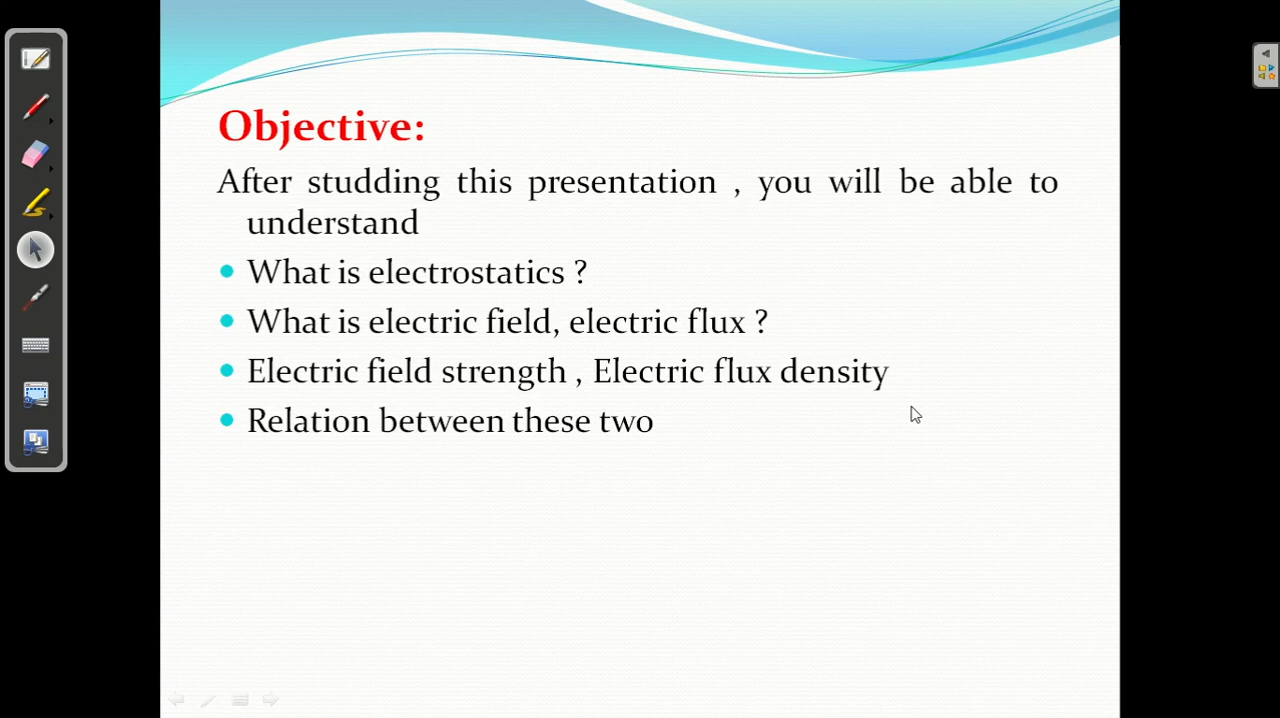 Objective:
After studding this presentation , you will be able to
understand
What is electrostatics ?
What is electric field, electric flux ?
Electric field strength , Electric flux density
Relation between these two